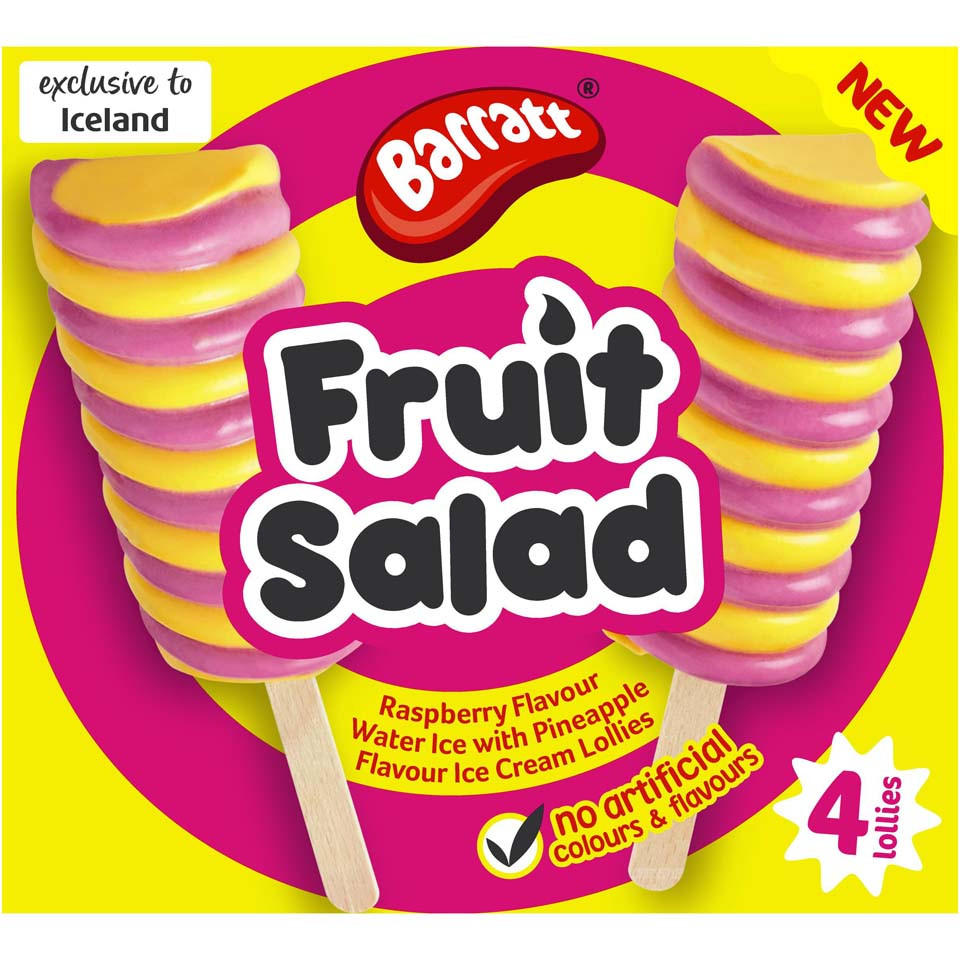 exclusive to
Iceland
Barratt®
NEW
Fruit
Salad
Raspberry Flavour
Water Ice with Pineapple
Flavour Ice Cream Lollies
no artificial
colours & flavours
4
lollies